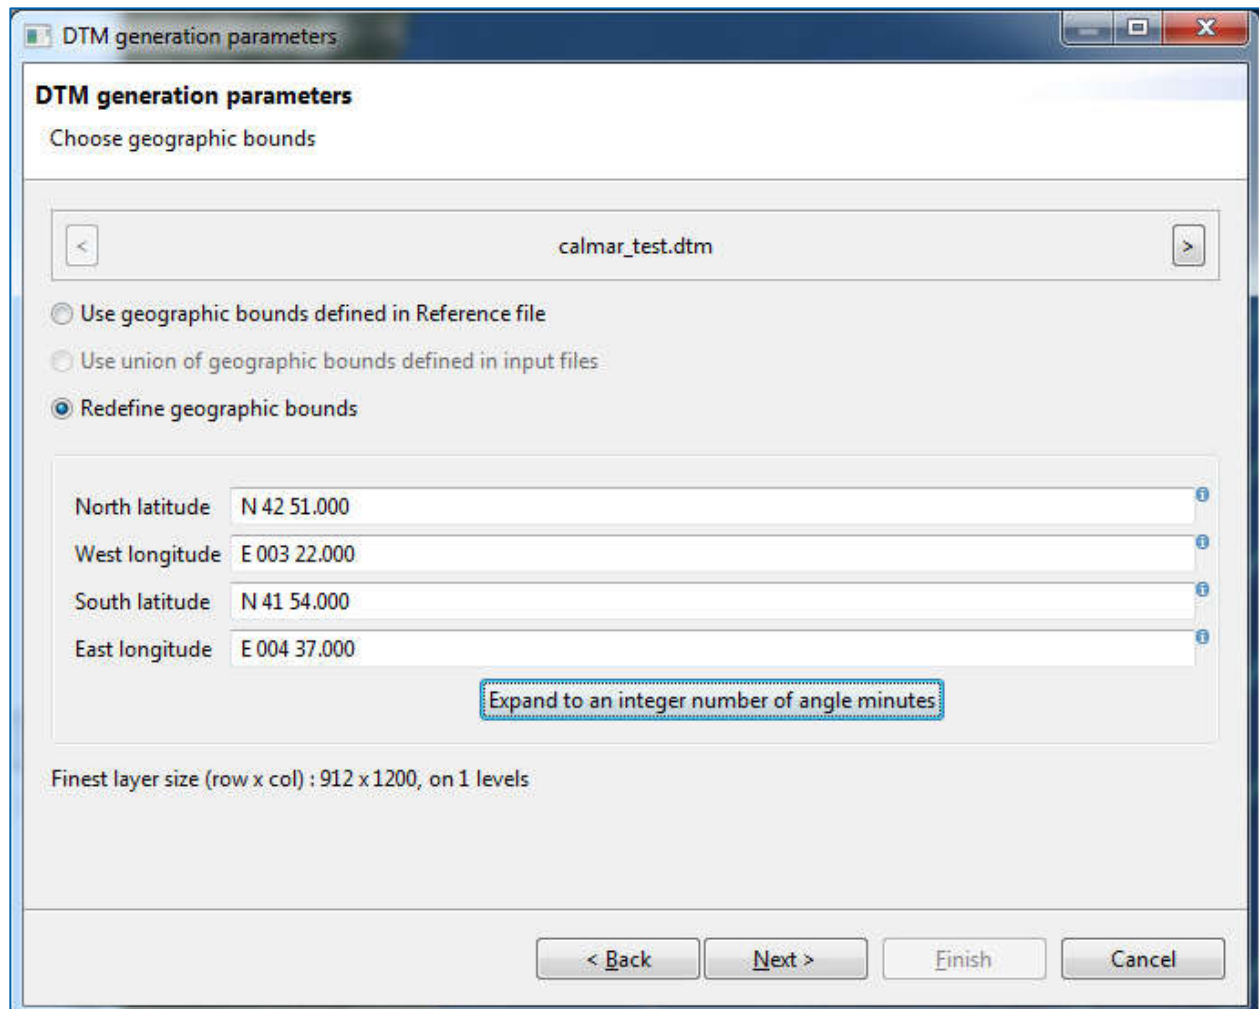 DTM generation parameters
DTM generation parameters
Choose geographic bounds
<
calmar_test.dtm
>
Use geographic bounds defined in Reference file
Use union of geographic bounds defined in input files
Redefine geographic bounds
North latitude N 42 51.000
West longitude E 003 22.000
South latitude N 41 54.000
East longitude E 004 37.000
Expand to an integer number of angle minutes
Finest layer size (row x col) : 912 x 1200, on 1 levels
< Back Next > Finish Cancel